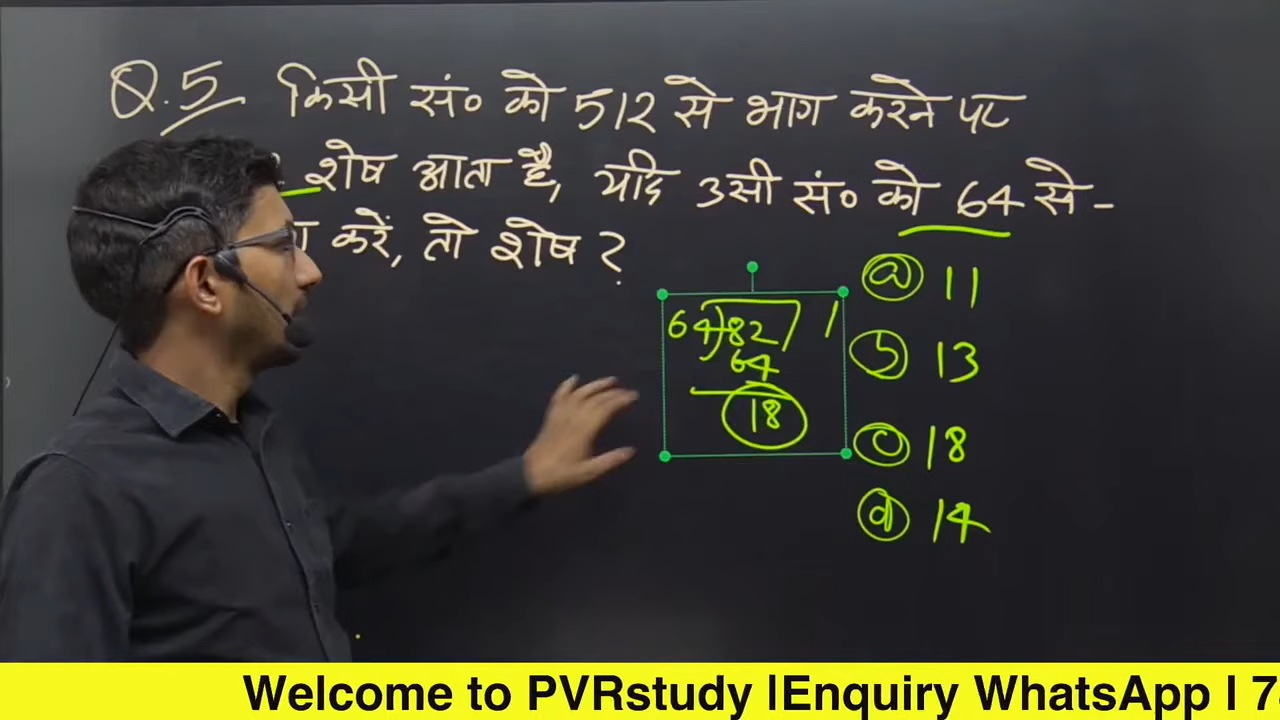 Q.5 किसी सं० को 512 से भाग करने पर
शेष आता है, यदि उसी सं० को 64 से -
करें, तो शेष ?
64)82/1
64
18
(a) 11
(b) 13
(c) 18
(d) 14
Welcome to PVRstudy |Enquiry WhatsApp I